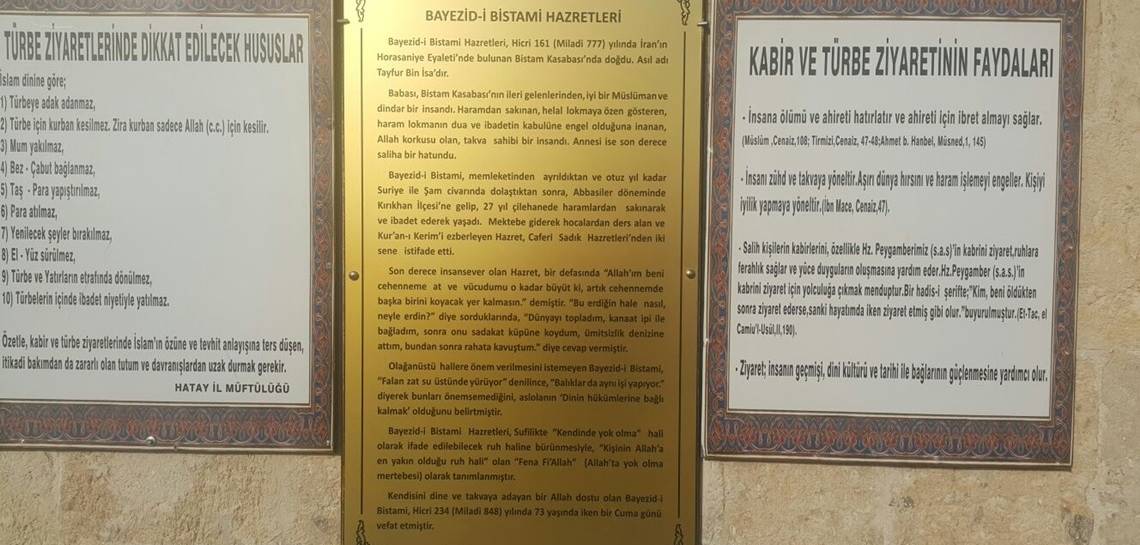 TÜRBE ZİYARETLERİNDE DİKKAT EDİLECEK HUSUSLAR
İslam dinine göre;
1) Türbeye adak adanmaz,
2) Türbe için kurban kesilmez. Zira kurban sadece Allah (c.c.) için kesilir.
3) Mum yakılmaz,
4) Bez - Çabut bağlanmaz,
5) Taş - Para yapıştırılmaz,
6) Para atılmaz,
7) Yenilecek şeyler bırakılmaz,
8) El - Yüz sürülmez,
9) Türbe ve Yatırların etrafında dönülmez,
10) Türbelerin içinde ibadet niyetiyle yatılmaz.
Özetle, kabir ve türbe ziyaretlerinde İslam'ın özüne ve tevhit anlayışına ters düşen,
itikadi bakımdan da zararlı olan tutum ve davranışlardan uzak durmak gerekir.
HATAY İL MÜFTÜLÜĞÜ
BAYEZİD-İ BİSTAMİ HAZRETLERİ
Bayezid-i Bistami Hazretleri, Hicri 161 (Miladi 777) yılında İran'ın
Horasaniye Eyaleti'nde bulunan Bistam Kasabası'nda doğdu. Asıl adı
Tayfur Bin İsa'dır.
Babası, Bistam Kasabası'nın ileri gelenlerinden, iyi bir Müslüman ve
dindar bir insandı. Haramdan sakınan, helal lokmaya özen gösteren,
haram lokmanın dua ve ibadetin kabulüne engel olduğuna inanan,
Allah korkusu olan, takva sahibi bir insandı. Annesi ise son derece
saliha bir hatundu.
Bayezid-i Bistami, memleketinden ayrıldıktan ve otuz yıl kadar
Suriye ile Şam civarında dolaştıktan sonra, Abbasiler döneminde
Kırıkhan İlçesi'ne gelip, 27 yıl çilehanede haramlardan sakınarak
ve ibadet ederek yaşadı. Mektebe giderek hocalardan ders alan ve
Kur'an-ı Kerim'i ezberleyen Hazret, Caferi Sadık Hazretleri'nden iki
sene istifade etti.
Son derece insansever olan Hazret, bir defasında "Allah'ım beni
cehenneme at ve vücudumu o kadar büyüt ki, artık cehennemde
başka birini koyacak yer kalmasın." demiştir. "Bu erdiğin hale nasıl,
neyle erdin?" diye sorduklarında, "Dünyayı topladım, kanaat ipi ile
bağladım, sonra onu sadakat küpüne koydum, ümitsizlik denizine
attım, bundan sonra rahata kavuştum." diye cevap vermiştir.
Olağanüstü hallere önem verilmesini istemeyen Bayezid-i Bistami,
"Falan zat su üstünde yürüyor" denilince, "Balıklar da aynı işi yapıyor."
diyerek bunları önemsemediğini, aslolanın 'Dinin hükümlerine bağlı
kalmak' olduğunu belirtmiştir.
Bayezid-i Bistami Hazretleri, Sufilikte "Kendinde yok olma" hali
olarak ifade edilebilecek ruh haline bürünmesiyle, "Kişinin Allah'a
en yakın olduğu ruh hali" olan "Fena Fi'Allah" (Allah'ta yok olma
mertebesi) olarak tanımlanmıştır.
Kendisini dine ve takvaya adayan bir Allah dostu olan Bayezid-i
Bistami, Hicri 234 (Miladi 848) yılında 73 yaşında iken bir Cuma günü
vefat etmiştir.
KABİR VE TÜRBE ZİYARETİNİN FAYDALARI
- İnsana ölümü ve ahireti hatırlatır ve ahireti için ibret almayı sağlar.
(Müslüm ,Cenaiz,108; Tirmizi,Cenaiz, 47-48;Ahmet b. Hanbel, Müsned,1, 145)
- İnsanı zühd ve takvaya yöneltir.Aşırı dünya hırsını ve haram işlemeyi engeller. Kişiyi
iyilik yapmaya yöneltir.(İbn Mace, Cenaiz,47).
- Salih kişilerin kabirlerini, özellikle Hz. Peygamberimiz (s.a.s)'in kabrini ziyaret,ruhlara
ferahlık sağlar ve yüce duyguların oluşmasına yardım eder.Hz.Peygamber (s.a.s.)'in
kabrini ziyaret için yolculuğa çıkmak menduptur.Bir hadis-i şerifte;"Kim, beni öldükten
sonra ziyaret ederse,sanki hayatımda iken ziyaret etmiş gibi olur."buyurulmuştur.(Et-Tac, el
Camiu'l-Usül,II,190).
- Ziyaret; insanın geçmişi, dini kültürü ve tarihi ile bağlarının güçlenmesine yardımcı olur.